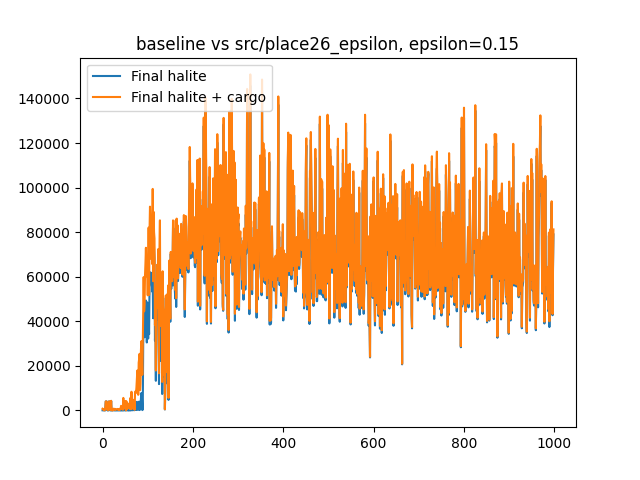 baseline vs src/place26_epsilon, epsilon=0.15
Final halite
Final halite + cargo
140000
120000
100000
80000
60000
40000
20000
0
0 200 400 600 800 1000